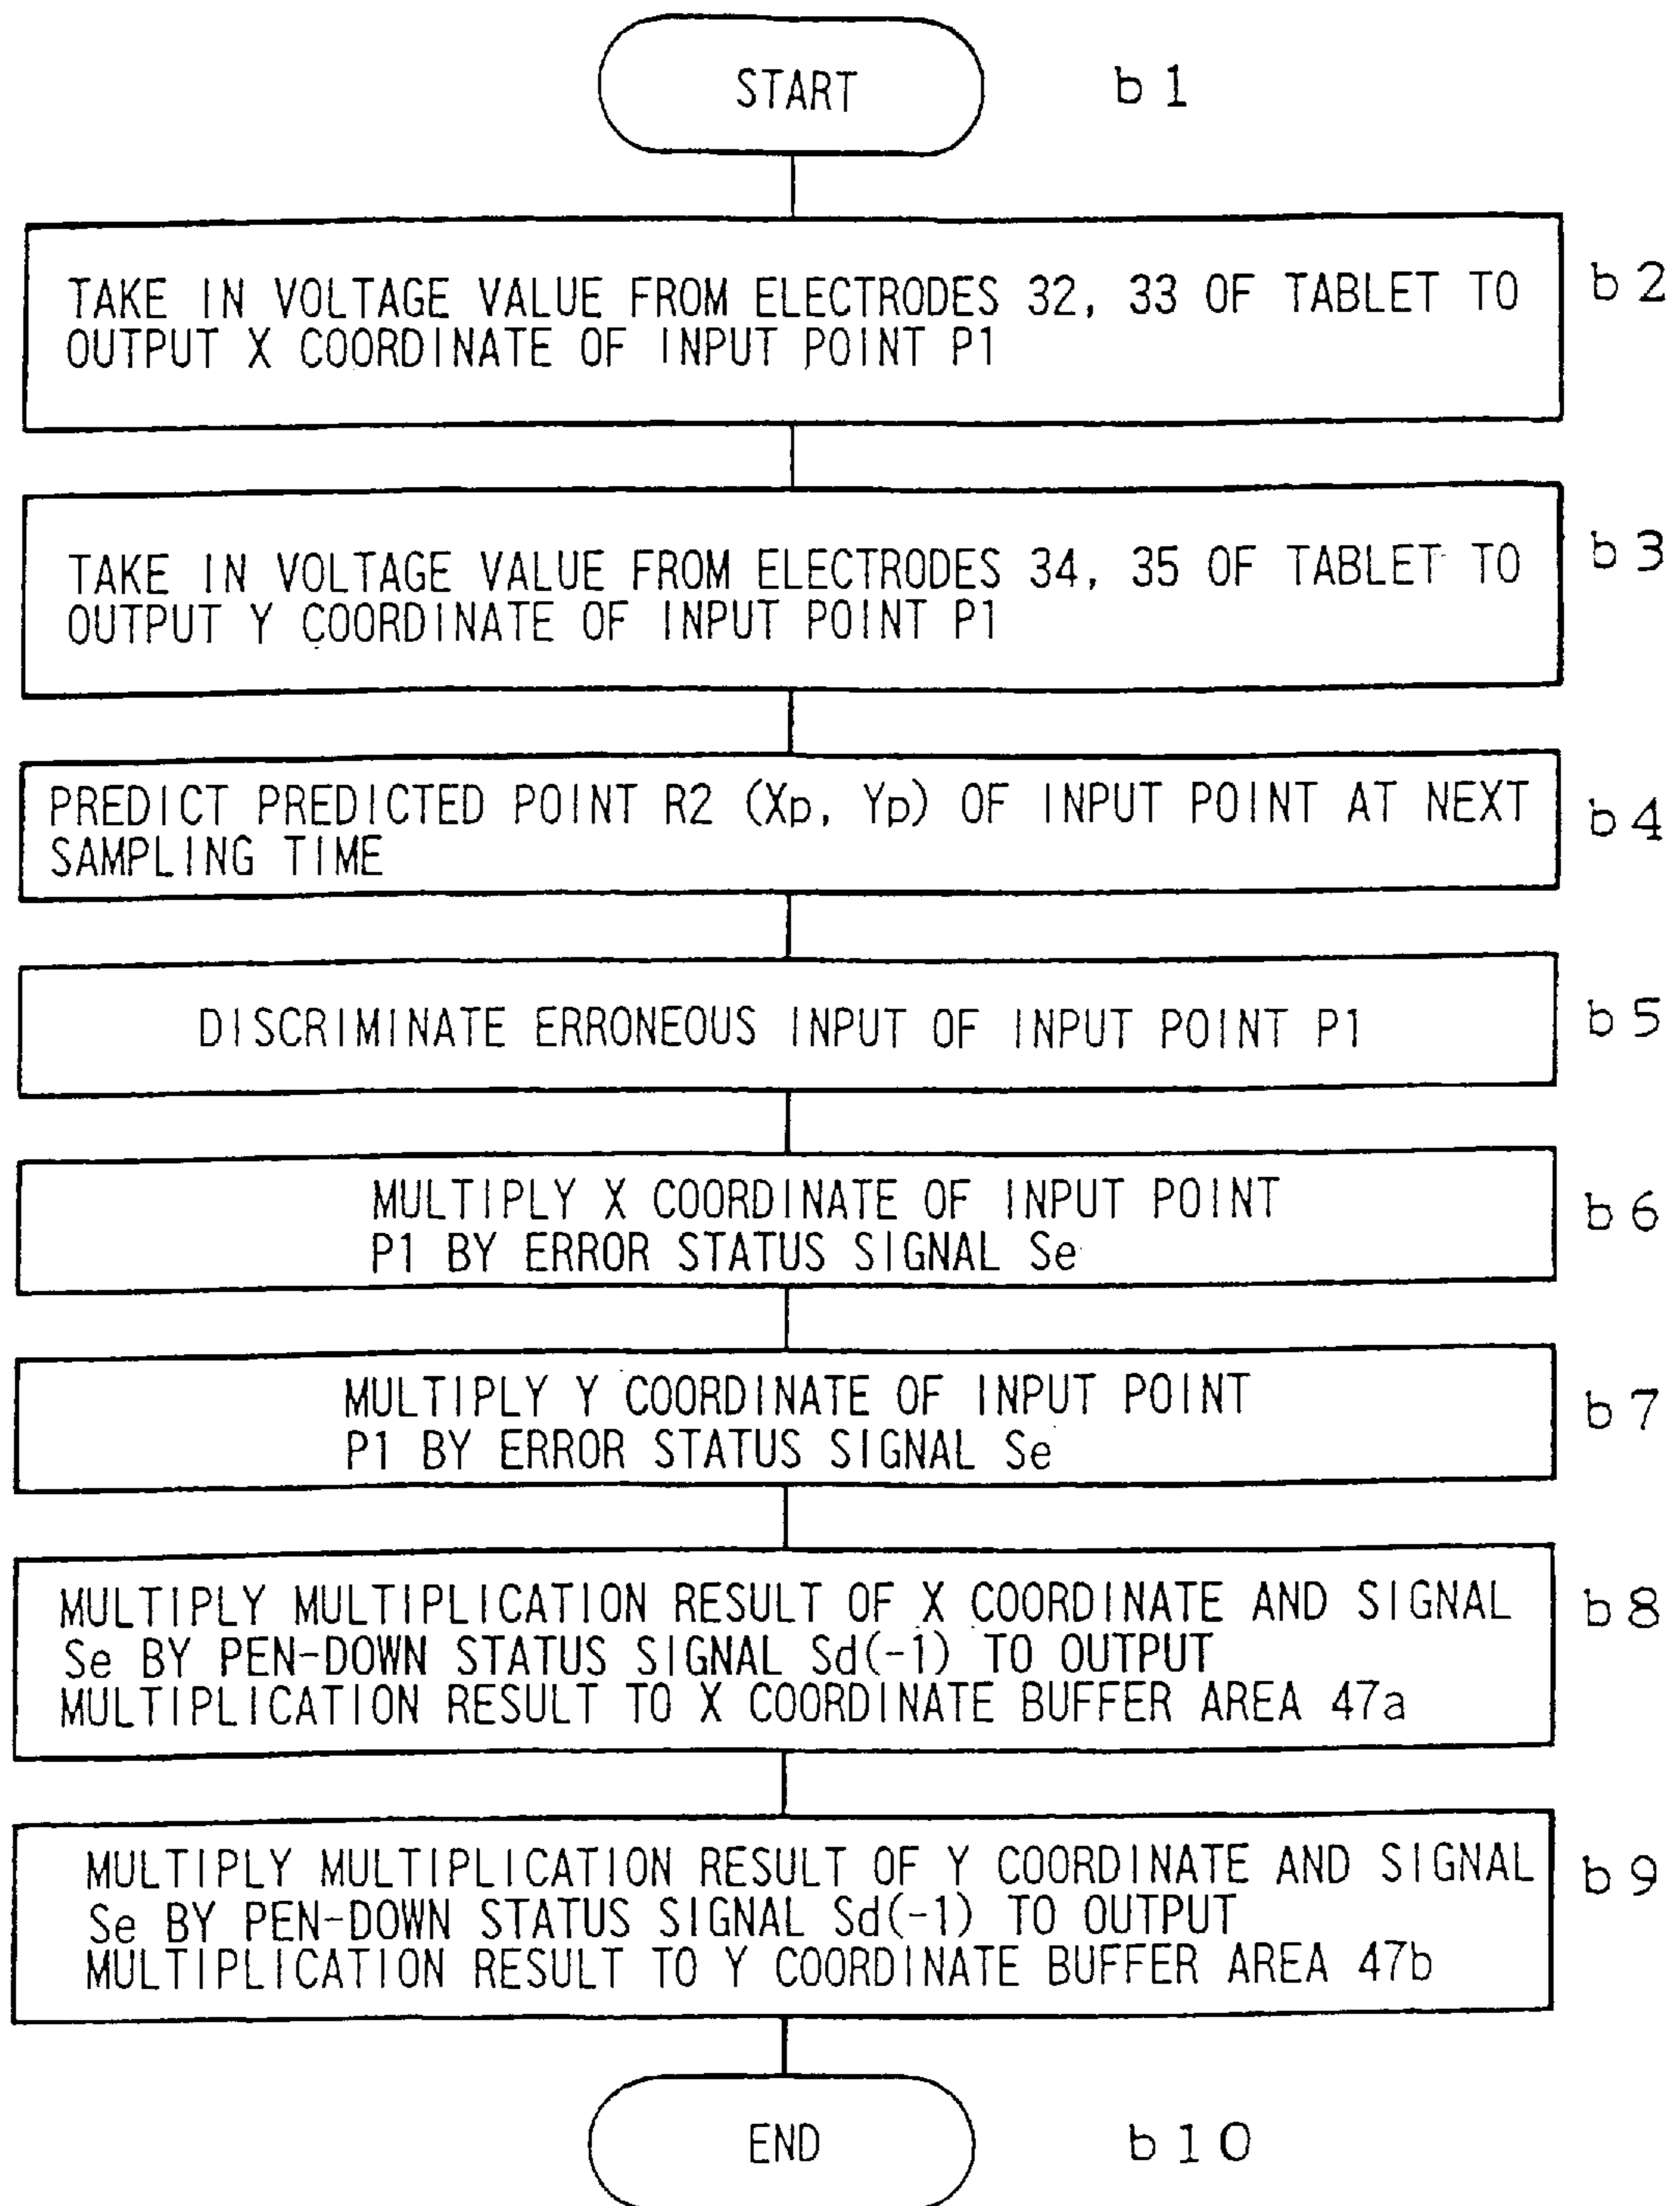 START
b1
TAKE IN VOLTAGE VALUE FROM ELECTRODES 32, 33 OF TABLET TO
OUTPUT X COORDINATE OF INPUT POINT P1
b2
TAKE IN VOLTAGE VALUE FROM ELECTRODES 34, 35 OF TABLET TO
OUTPUT Y COORDINATE OF INPUT POINT P1
b3
PREDICT PREDICTED POINT R2 (Xp, Yp) OF INPUT POINT AT NEXT
SAMPLING TIME
b4
DISCRIMINATE ERRONEOUS INPUT OF INPUT POINT P1
b5
MULTIPLY X COORDINATE OF INPUT POINT
P1 BY ERROR STATUS SIGNAL Se
b6
MULTIPLY Y COORDINATE OF INPUT POINT
P1 BY ERROR STATUS SIGNAL Se
b7
MULTIPLY MULTIPLICATION RESULT OF X COORDINATE AND SIGNAL
Se BY PEN-DOWN STATUS SIGNAL Sd(-1) TO OUTPUT
MULTIPLICATION RESULT TO X COORDINATE BUFFER AREA 47a
b8
MULTIPLY MULTIPLICATION RESULT OF Y COORDINATE AND SIGNAL
Se BY PEN-DOWN STATUS SIGNAL Sd(-1) TO OUTPUT
MULTIPLICATION RESULT TO Y COORDINATE BUFFER AREA 47b
b9
END
b10